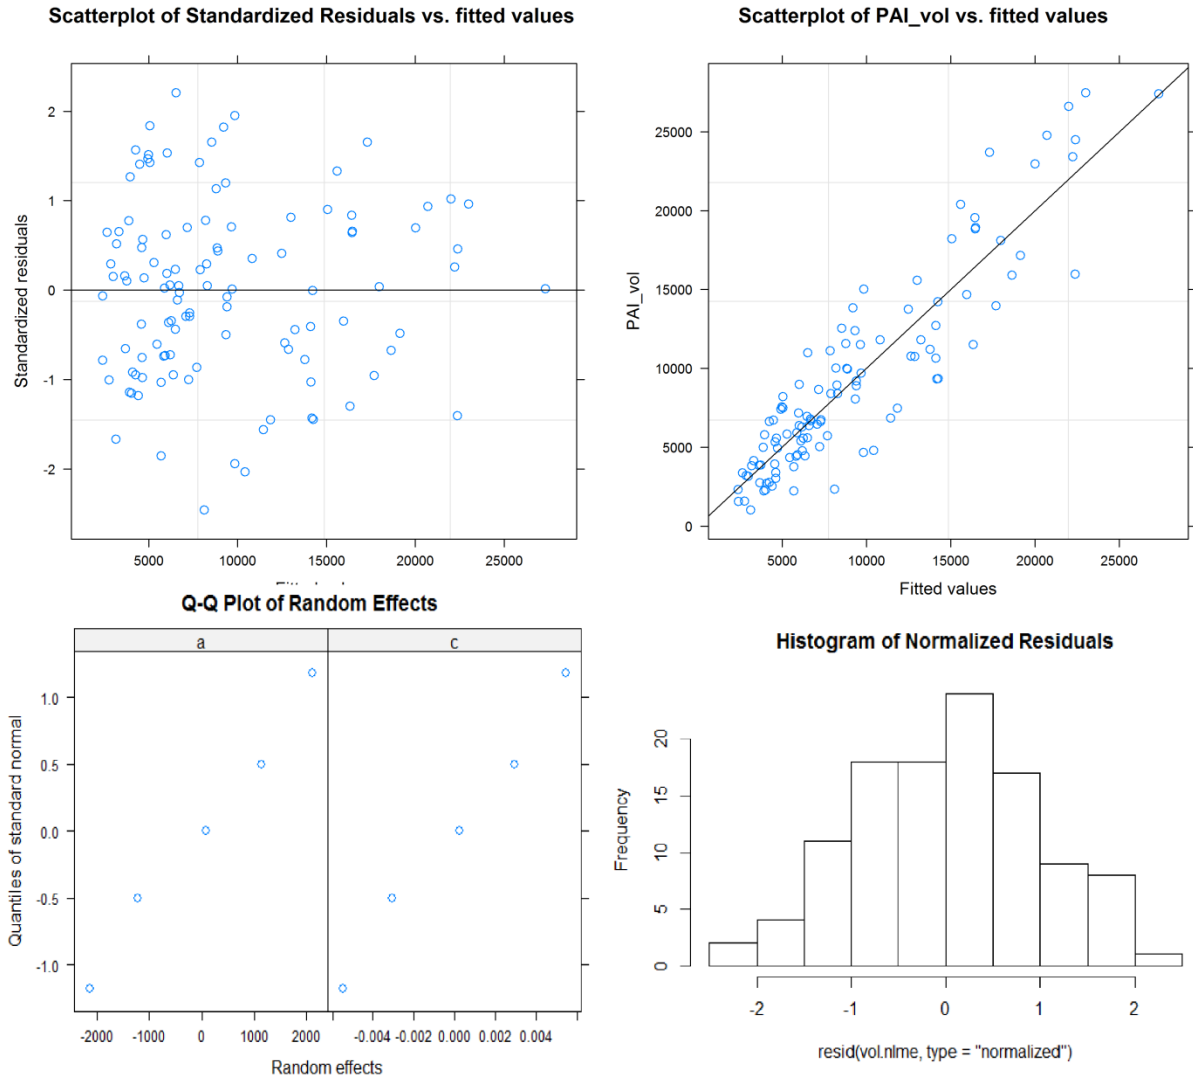 Scatterplot of Standardized Residuals vs. fitted values
Standardized residuals
2
1
0
-1
-2
5000 10000 15000 20000 25000
Scatterplot of PAI_vol vs. fitted values
PAI_vol
25000
20000
15000
10000
5000
0
5000 10000 15000 20000 25000
Fitted values
Q-Q Plot of Random Effects
a c
Quantiles of standard normal
1.0
0.5
0.0
-0.5
-1.0
-2000 -1000 0 1000 2000 -0.004 -0.002 0.000 0.002 0.004
Random effects
Histogram of Normalized Residuals
Frequency
20
15
10
5
0
-2 -1 0 1 2
resid(vol.nlme, type = "normalized")